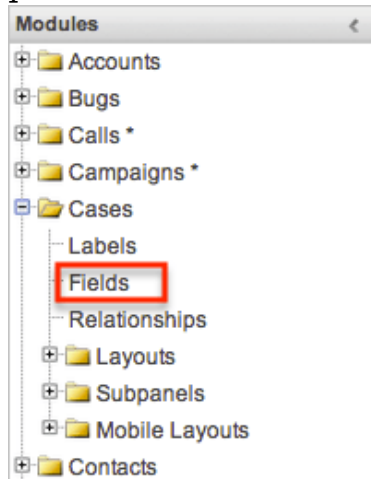 Modules
Accounts
Bugs
Calls *
Campaigns *
Cases
Labels
Fields
Relationships
Layouts
Subpanels
Mobile Layouts
Contacts